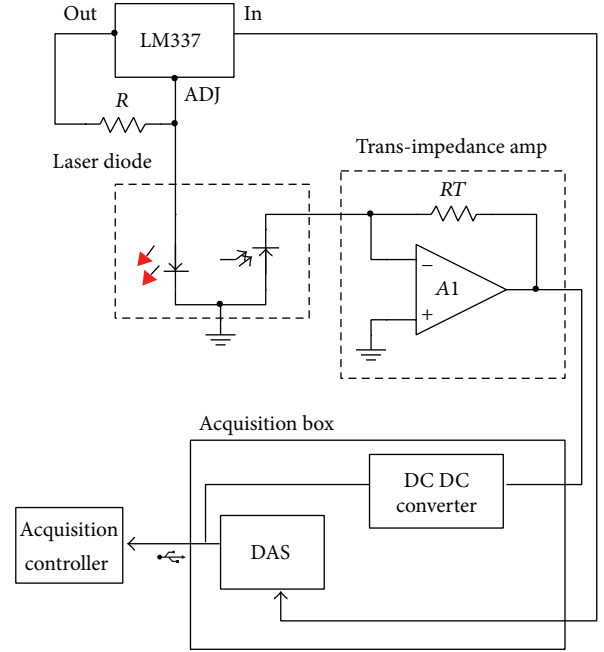 Out
In
LM337
ADJ
R
Laser diode
Trans-impedance amp
RT
−
A1
+
Acquisition box
DC DC
converter
Acquisition
controller
DAS